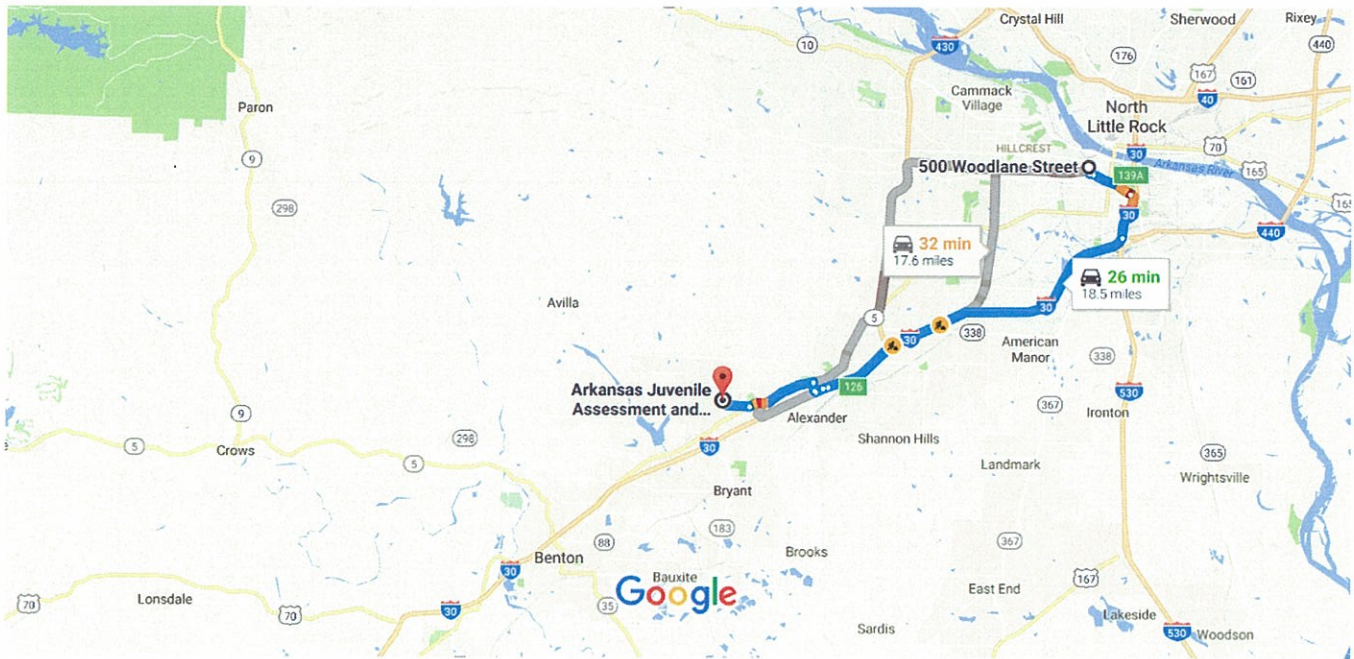 Crystal Hill
Sherwood
Rixey
10
430
176
440
167
161
Cammack
Village
40
Paron
North
Little Rock
HILLCREST
30
70
9
Arkansas River
165
500 Woodlane Street
139A
165
298
30
440
32 min
17.6 miles
26 min
18.5 miles
Avilla
5
30
338
30
American
Manor
338
Arkansas Juvenile
Assessment and...
126
530
367
9
Alexander
Ironton
298
Shannon Hills
5
Crows
5
30
365
Landmark
Wrightsville
Bryant
183
88
367
Benton
Brooks
30
Bauxite
167
Google
East End
70
Lonsdale
70
30
35
Lakeside
Sardis
530
Woodson